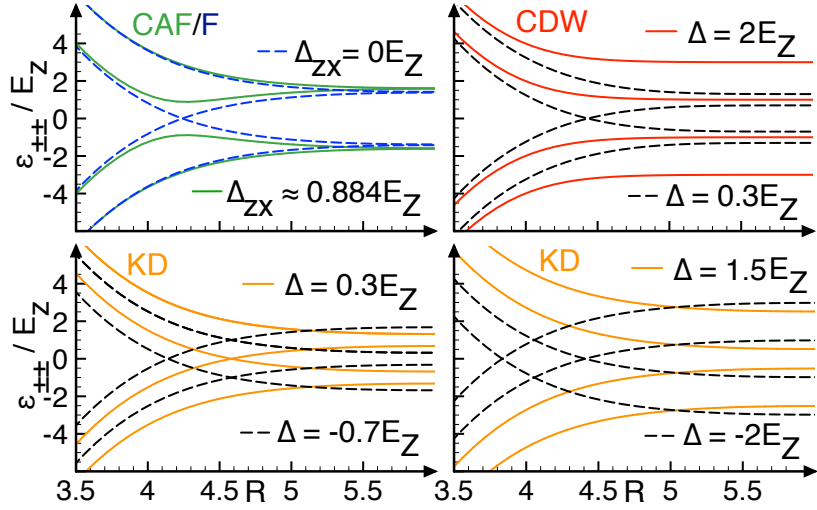 CAF/F
Δzx = 0EZ
Δzx ≈ 0.884EZ
ε±± / EZ
4
2
0
-2
-4
CDW
Δ = 2EZ
Δ = 0.3EZ
KD
Δ = 0.3EZ
Δ = -0.7EZ
ε±± / EZ
4
2
0
-2
-4
3.5 4 4.5 R 5 5.5
KD
Δ = 1.5EZ
Δ = -2EZ
3.5 4 4.5 R 5 5.5